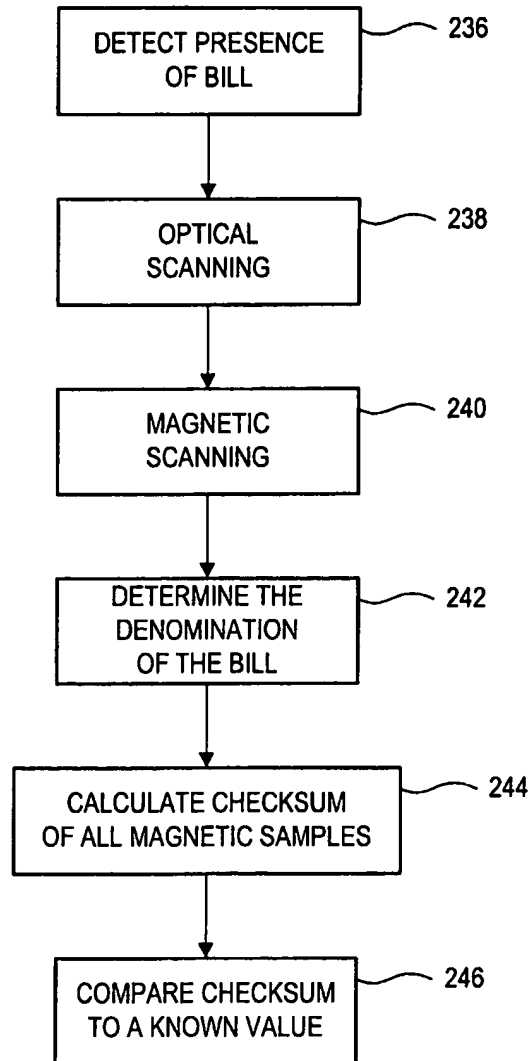 DETECT PRESENCE
OF BILL
236
OPTICAL
SCANNING
238
MAGNETIC
SCANNING
240
DETERMINE THE
DENOMINATION
OF THE BILL
242
CALCULATE CHECKSUM
OF ALL MAGNETIC SAMPLES
244
COMPARE CHECKSUM
TO A KNOWN VALUE
246